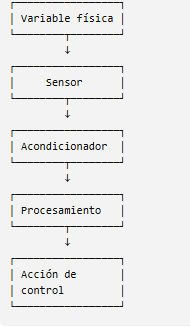 Variable física
Sensor
Acondicionador
Procesamiento
Acción de
control